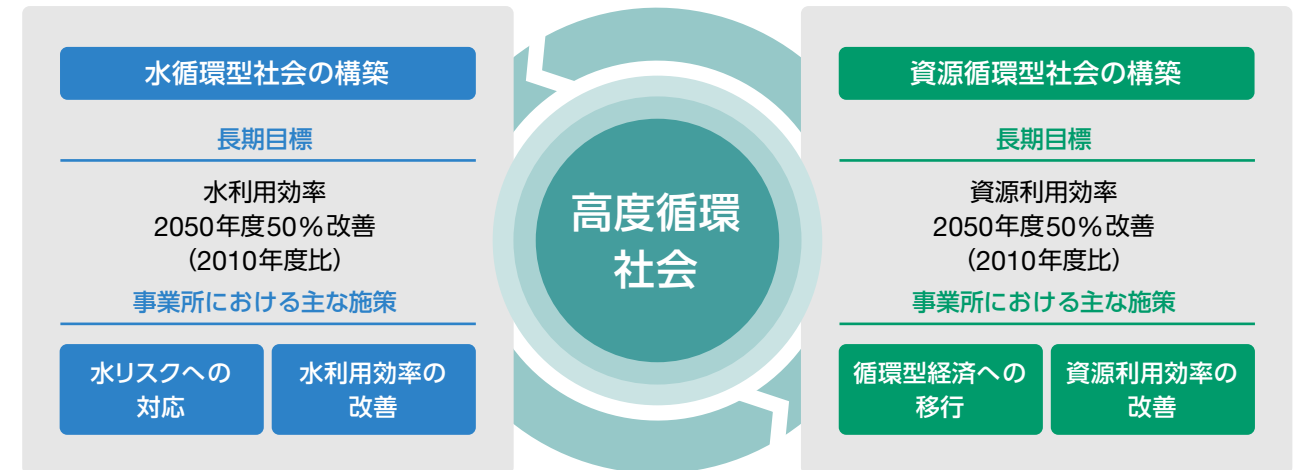 水循環型社会の構築
長期目標
水利用効率
2050年度50%改善
（2010年度比）
事業所における主な施策
水リスクへの
対応
水利用効率の
改善
高度循環
社会
資源循環型社会の構築
長期目標
資源利用効率
2050年度50%改善
（2010年度比）
事業所における主な施策
循環型経済への
移行
資源利用効率の
改善